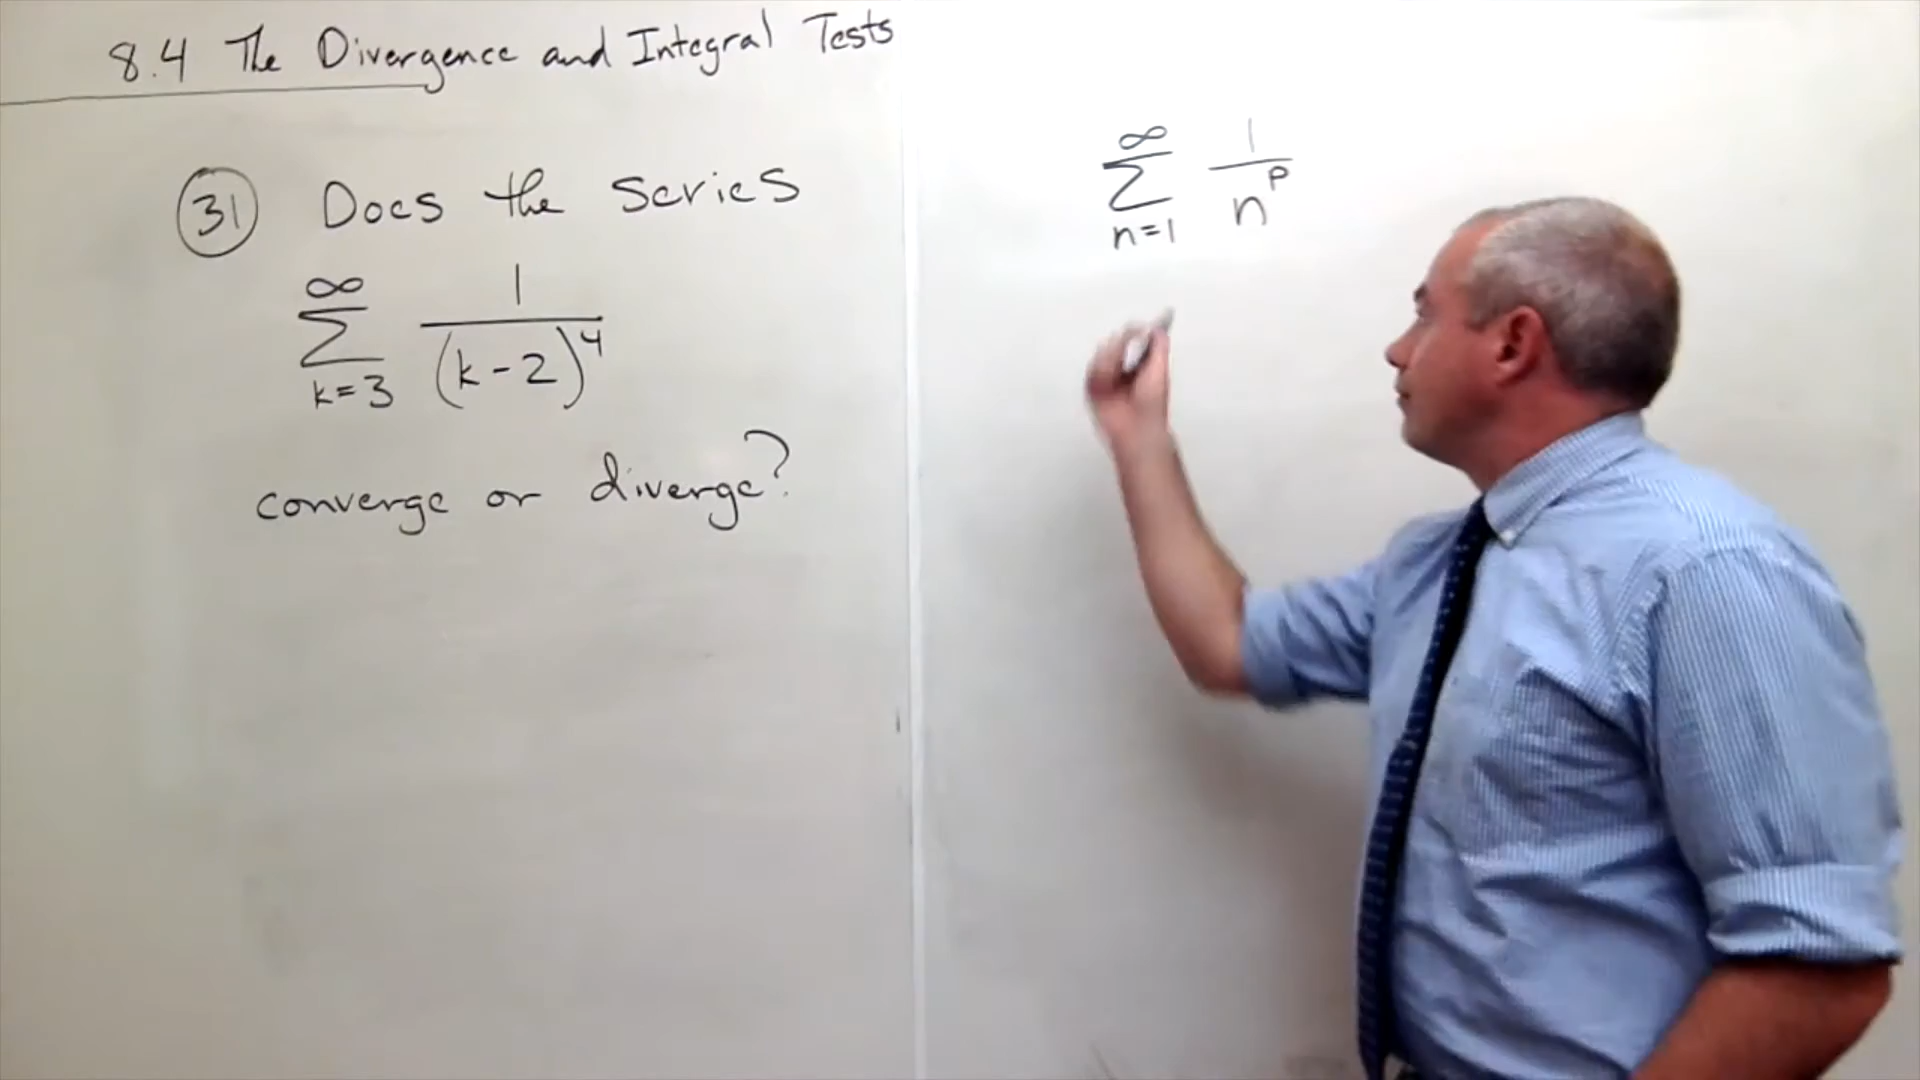 8.4 The Divergence and Integral Tests
31 Does the series
∞ 1
Σ
k=3 (k-2)^4
converge or diverge?
∞ 1
Σ
n=1 n^p